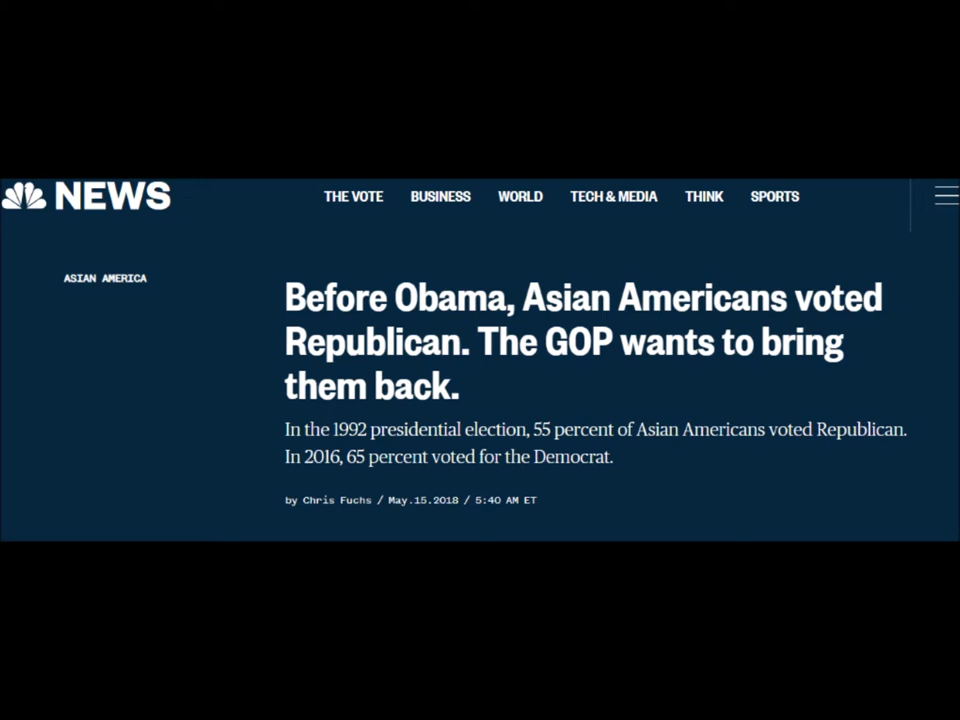 NEWS THE VOTE BUSINESS WORLD TECH & MEDIA THINK SPORTS
ASIAN AMERICA
Before Obama, Asian Americans voted
Republican. The GOP wants to bring
them back.
In the 1992 presidential election, 55 percent of Asian Americans voted Republican.
In 2016, 65 percent voted for the Democrat.
by Chris Fuchs / May.15.2018 / 5:40 AM ET